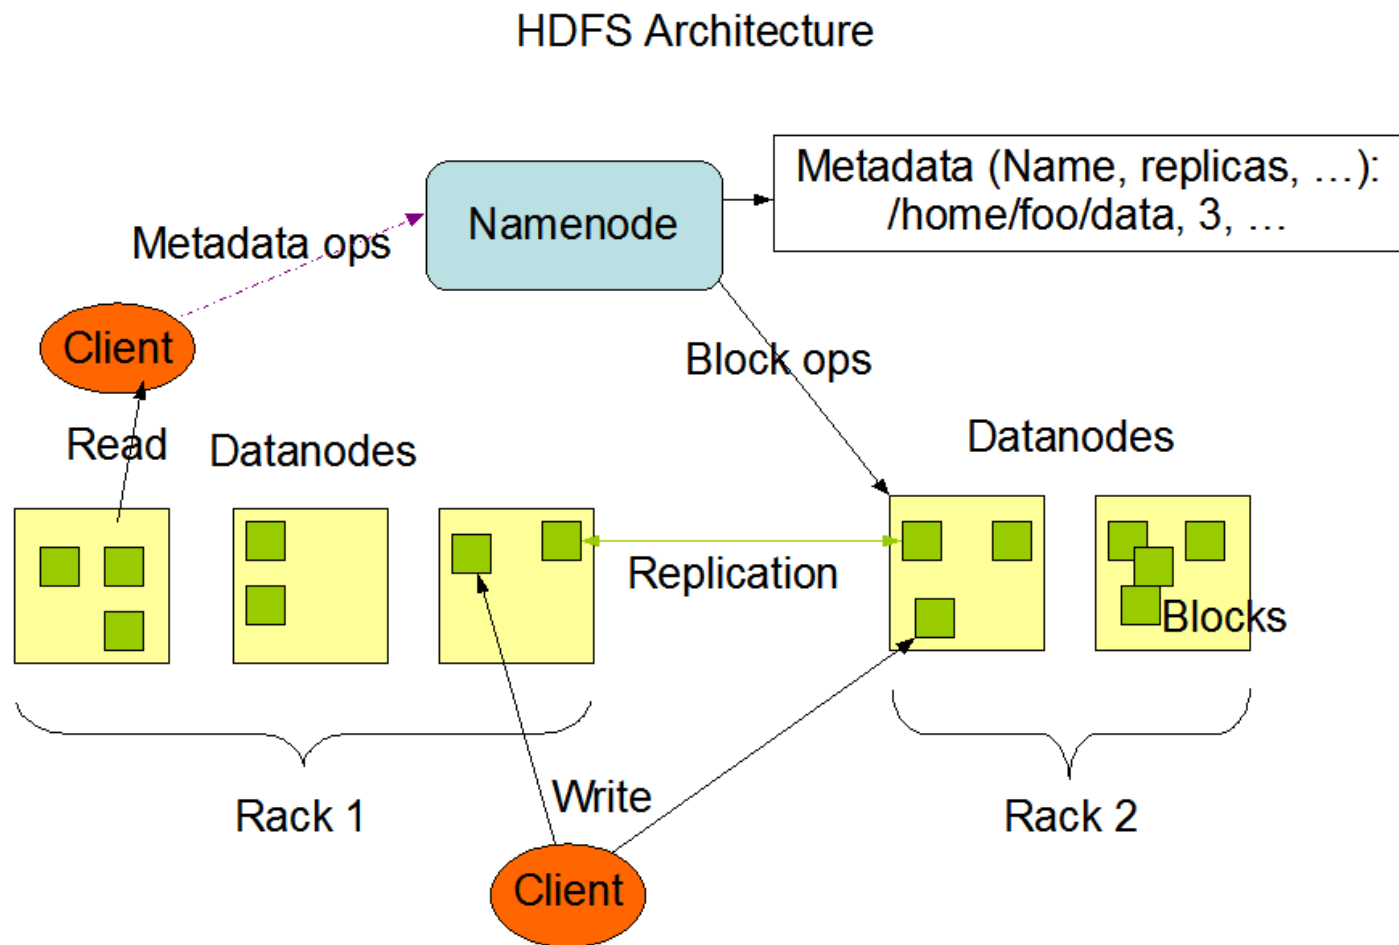 HDFS Architecture
Metadata (Name, replicas, …):
/home/foo/data, 3, …
Namenode
Metadata ops
Client
Block ops
Read
Datanodes
Datanodes
Replication
Blocks
Rack 1
Write
Rack 2
Client